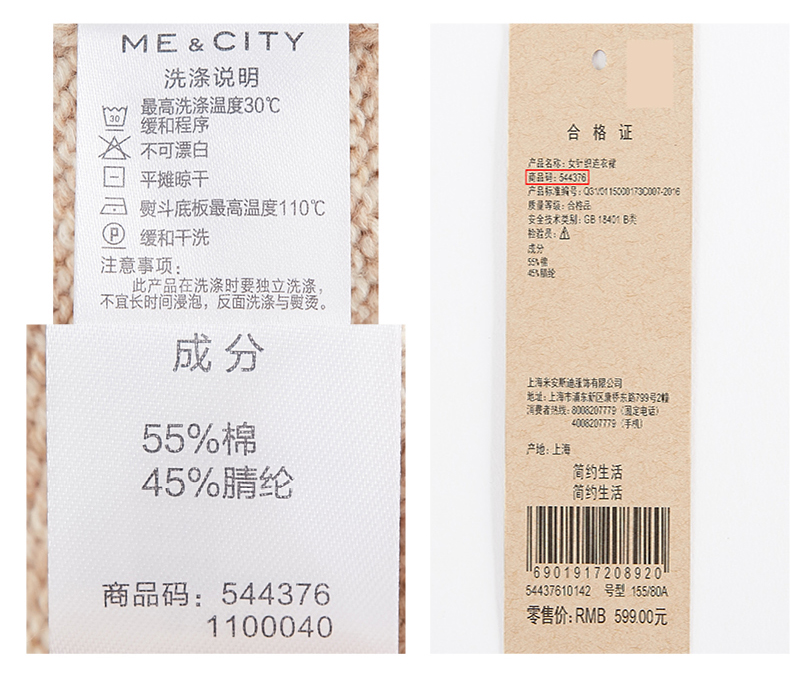 ME & CITY
洗涤说明
30
最高洗涤温度30℃
缓和程序
不可漂白
平摊晾干
熨斗底板最高温度110℃
P
缓和干洗
注意事项：
此产品在洗涤时要独立洗涤，
不宜长时间浸泡，反面洗涤与熨烫。
成分
55%棉
45%腈纶
商品码：544376
1100040
合格证
产品名称：女针织连衣裙
商品码：544376
产品标准编号：Q31/0115000173C007-2016
质量等级：合格品
安全技术类别：GB 18401 B类
检验员：
成分
55%棉
45%腈纶
上海米安斯迪服饰有限公司
地址：上海市浦东新区康桥东路799号2幢
消费者热线：8008207779（固定电话）
4008207779（手机）
产地：上海
简约生活
简约生活
6901917208920
54437610142 号型 155/80A
零售价:RMB 599.00元